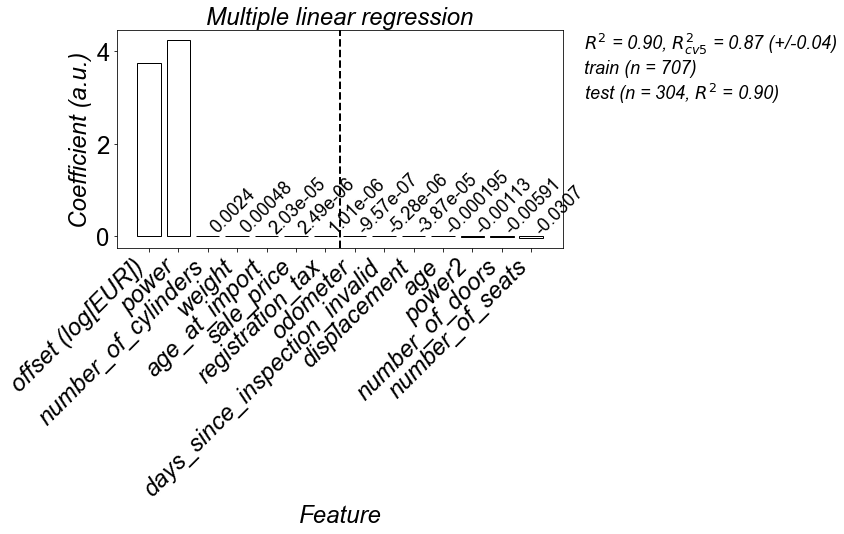 Multiple linear regression
R² = 0.90, R²cv5 = 0.87 (+/-0.04)
train (n = 707)
test (n = 304, R² = 0.90)
Coefficient (a.u.)
4
2
0
0.0024
0.00048
2.03e-05
2.49e-06
1.01e-06
-9.57e-07
-5.28e-06
-3.87e-05
-0.000195
-0.00113
-0.00591
-0.0307
offset (log[EUR])
power
number_of_cylinders
weight
age_at_import
sale_price
registration_tax
odometer
days_since_inspection_invalid
displacement
age
power2
number_of_doors
number_of_seats
Feature